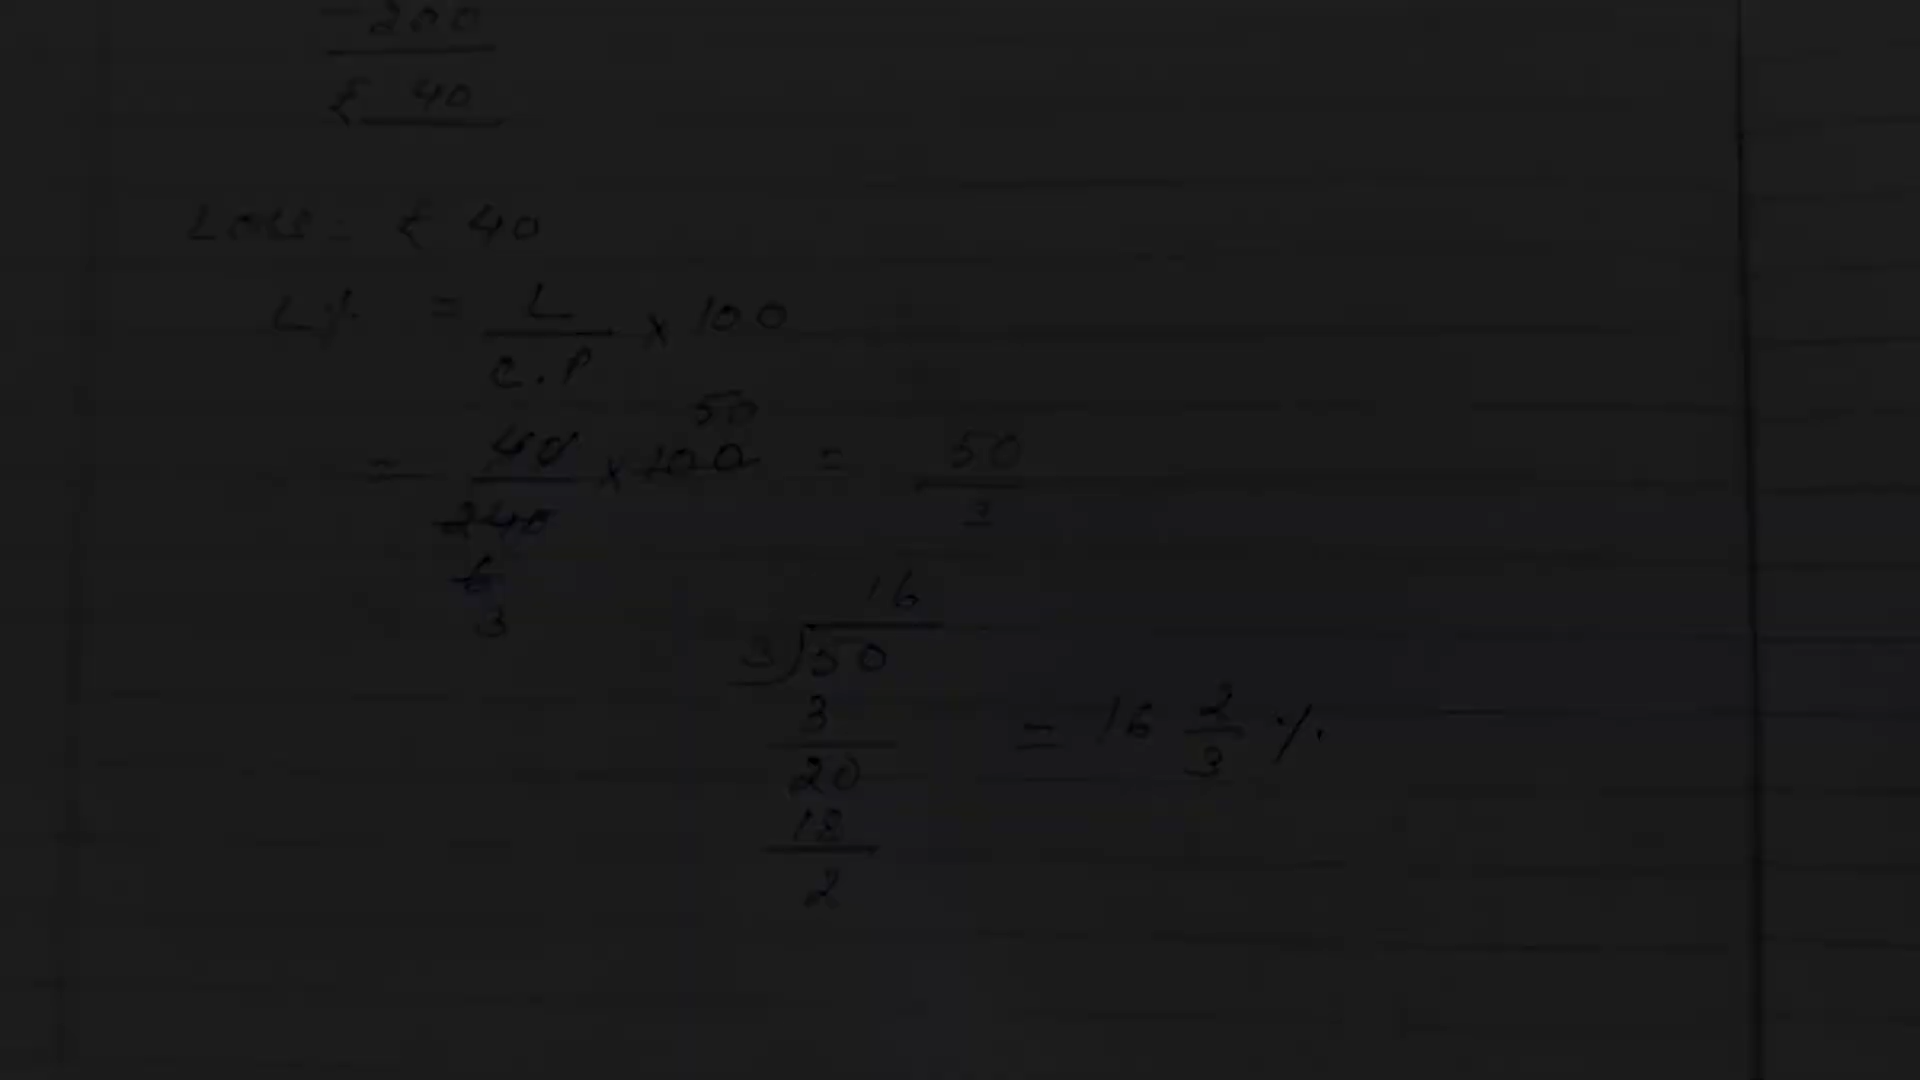 - 200
₹ 40
Loss = ₹ 40
L% = L / C.P × 100
50
= 40 / 240 × 100 = 50 / 3
6
3
16
3)50
3
20
= 16 2/3 %.
18
2